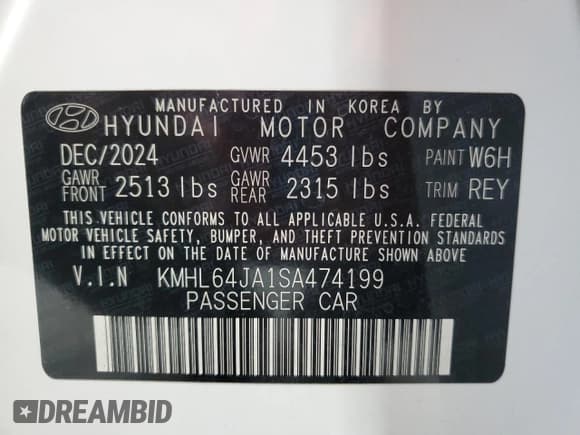 MANUFACTURED IN KOREA BY
HYUNDAI MOTOR COMPANY
DEC/2024 GVWR 4453 lbs PAINT W6H
GAWR FRONT 2513 lbs GAWR REAR 2315 lbs TRIM REY
THIS VEHICLE CONFORMS TO ALL APPLICABLE U.S.A. FEDERAL
MOTOR VEHICLE SAFETY, BUMPER, AND THEFT PREVENTION STANDARDS
IN EFFECT ON THE DATE OF MANUFACTURE SHOWN ABOVE
V.I.N KMHL64JA1SA474199
PASSENGER CAR
DREAMBID